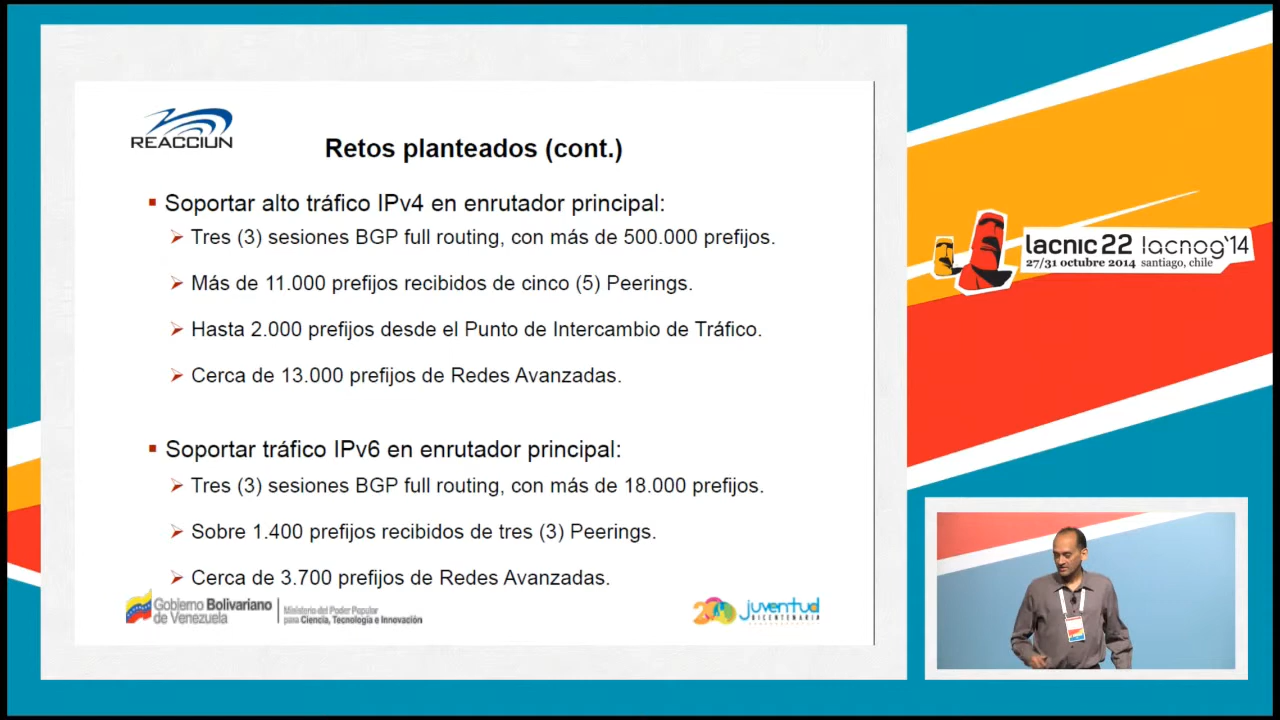 REACCIUN
Retos planteados (cont.)
Soportar alto tráfico IPv4 en enrutador principal:
Tres (3) sesiones BGP full routing, con más de 500.000 prefijos.
Más de 11.000 prefijos recibidos de cinco (5) Peerings.
Hasta 2.000 prefijos desde el Punto de Intercambio de Tráfico.
Cerca de 13.000 prefijos de Redes Avanzadas.
Soportar tráfico IPv6 en enrutador principal:
Tres (3) sesiones BGP full routing, con más de 18.000 prefijos.
Sobre 1.400 prefijos recibidos de tres (3) Peerings.
Cerca de 3.700 prefijos de Redes Avanzadas.
Gobierno Bolivariano
de Venezuela
Ministerio del Poder Popular
para Ciencia, Tecnología e Innovación
200 juventud
BICENTENARIA
lacnic 22 lacnog'14
27/31 octubre 2014 santiago, chile